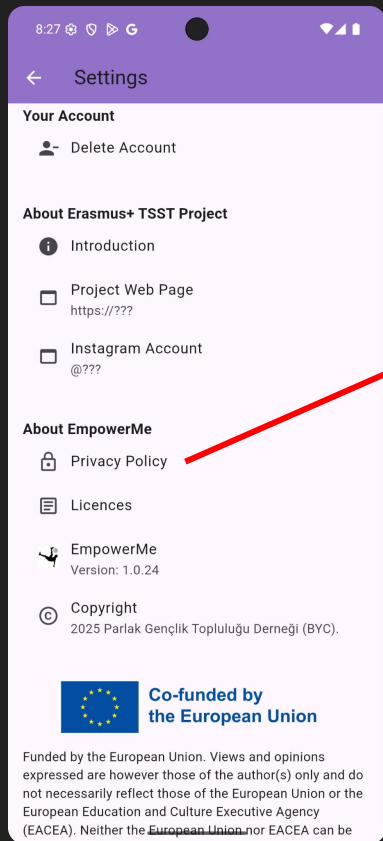 8:27 G
Settings
Your Account
Delete Account
About Erasmus+ TSST Project
Introduction
Project Web Page
https://???
Instagram Account
@???
About EmpowerMe
Privacy Policy
Licences
EmpowerMe
Version: 1.0.24
Copyright
2025 Parlak Gençlik Topluluğu Derneği (BYC).
Co-funded by
the European Union
Funded by the European Union. Views and opinions
expressed are however those of the author(s) only and do
not necessarily reflect those of the European Union or the
European Education and Culture Executive Agency
(EACEA). Neither the European Union nor EACEA can be